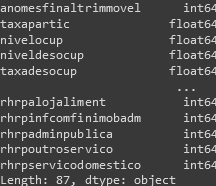 anomesfinaltrimmovel int64
taxapartic float64
nivelocup float64
niveldesocup float64
taxadesocup float64
...
rhrpalojaliment int64
rhrpinfcomfinimobadm int64
rhrpadminpublica int64
rhrpoutroservico int64
rhrpservicodomestico int64
Length: 87, dtype: object